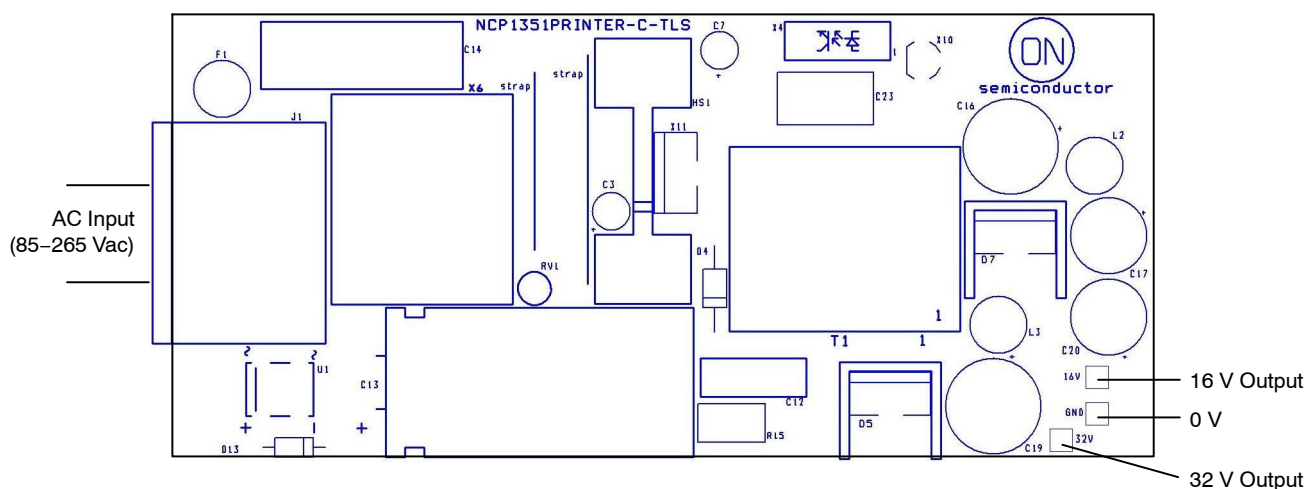 NCP1351PRINTER-C-TLS
C7
X4
1
X10
ON
semiconductor
F1
C14
X6
strap
strap
HS1
C23
C16
+
+
J1
X11
L2
AC Input
(85–265 Vac)
C3
+
+
D4
D7
C17
RV1
1
L3
T1
1
C20
+
+
~
~
U1
C13
16V
16 V Output
C12
GND
0 V
+
-
+
R15
D5
C19
32V
D13
32 V Output